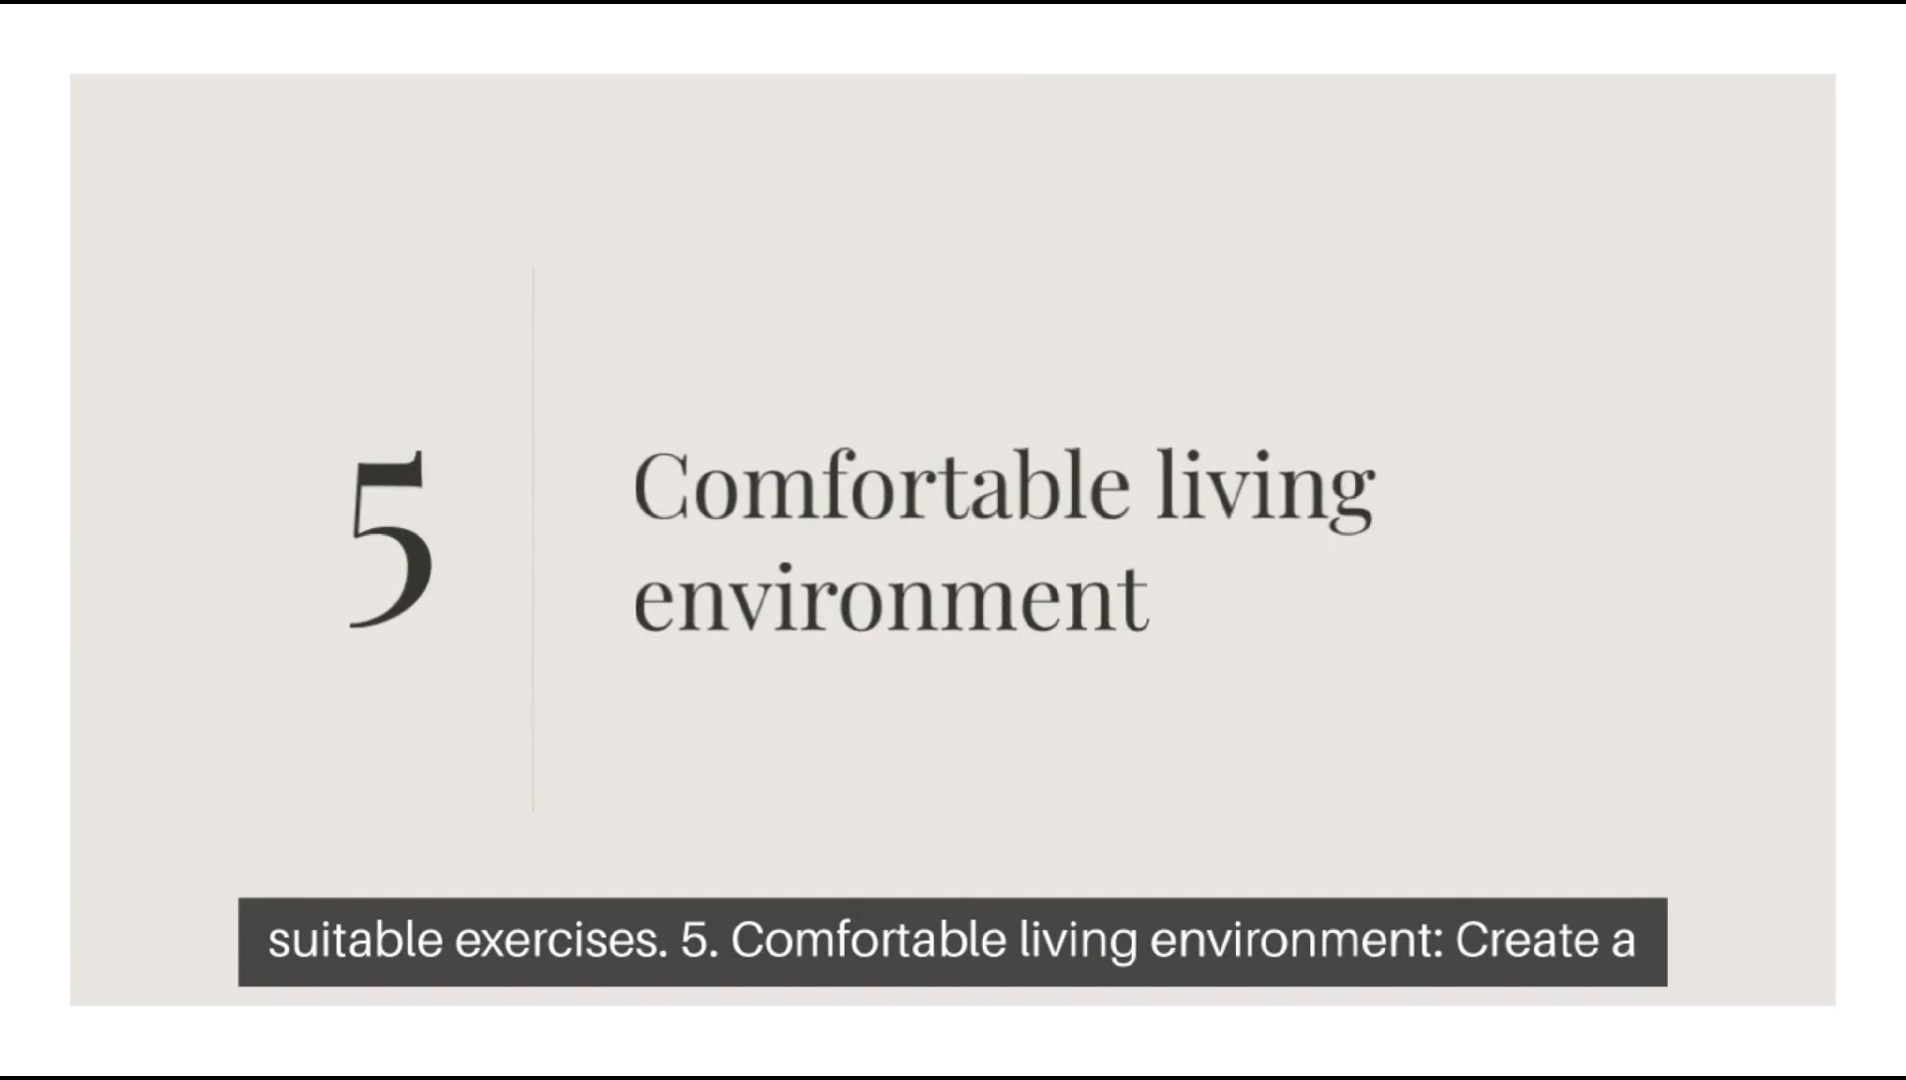 5
Comfortable living
environment
suitable exercises. 5. Comfortable living environment: Create a